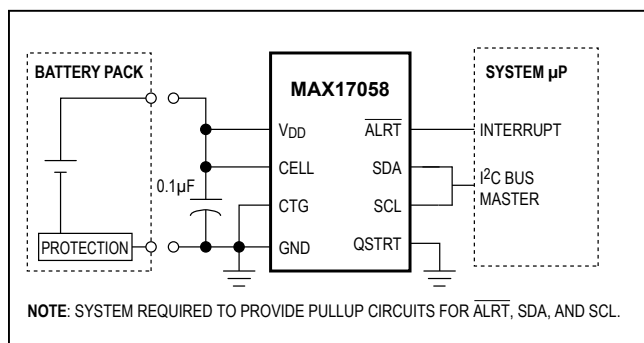 BATTERY PACK
PROTECTION
0.1µF
MAX17058
VDD
CELL
CTG
GND
ALRT
SDA
SCL
QSTRT
SYSTEM µP
INTERRUPT
I2C BUS
MASTER
NOTE: SYSTEM REQUIRED TO PROVIDE PULLUP CIRCUITS FOR ALRT, SDA, AND SCL.